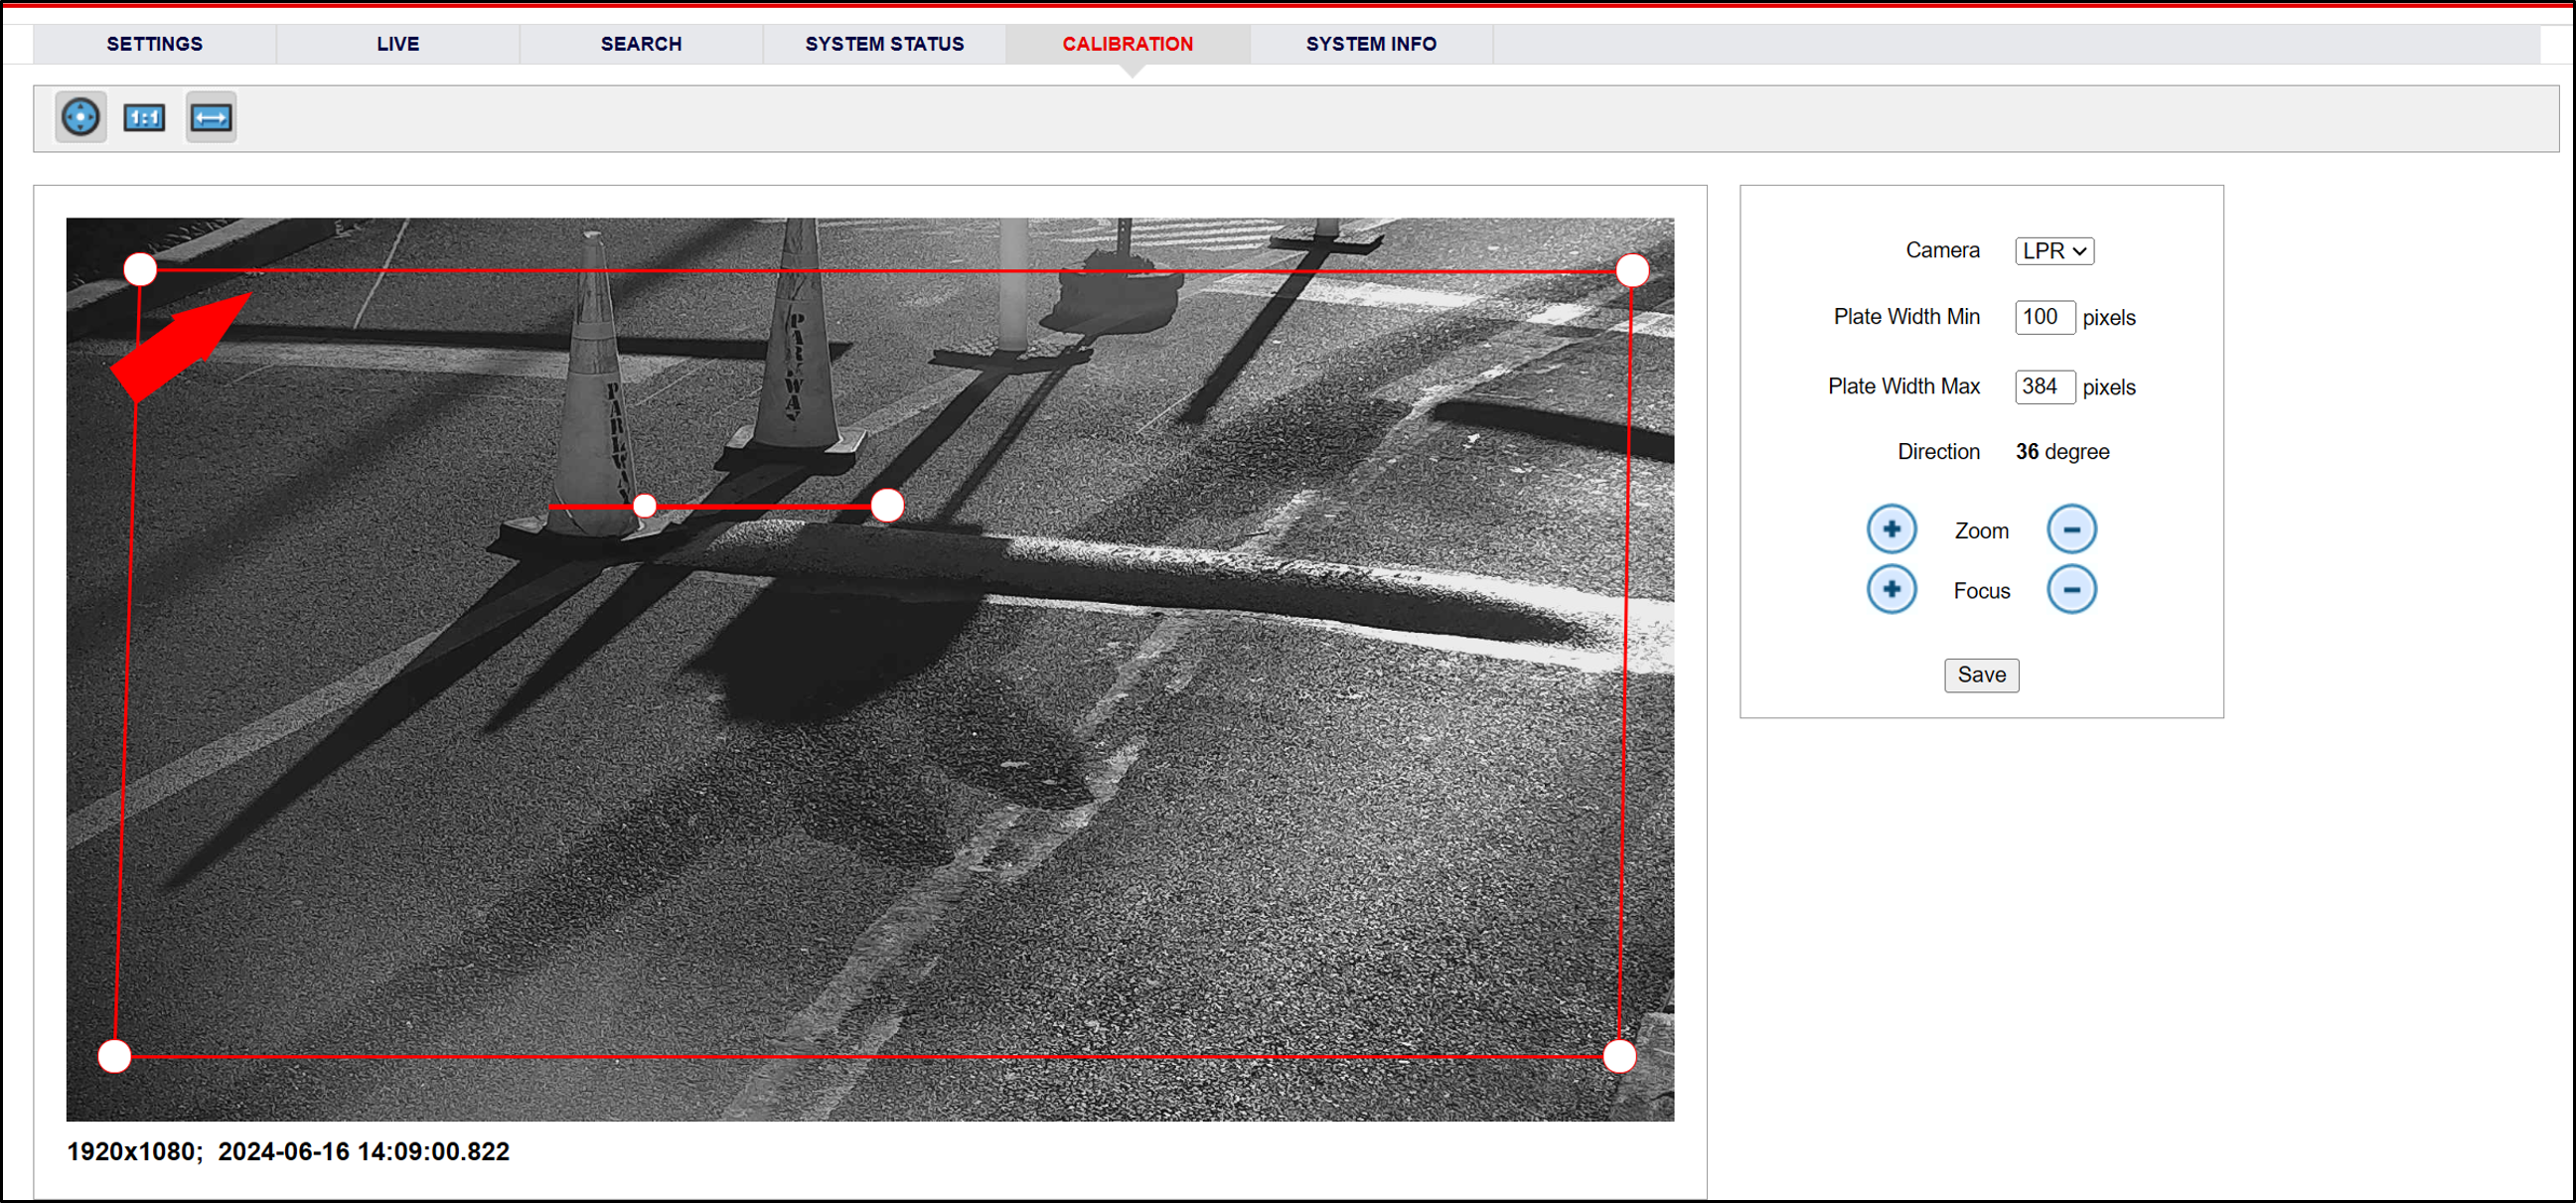 SETTINGS LIVE SEARCH SYSTEM STATUS CALIBRATION SYSTEM INFO
1:1
Camera LPR
Plate Width Min 100 pixels
Plate Width Max 384 pixels
Direction 36 degree
Zoom
Focus
Save
PARKWAY
PARKWAY
1920x1080; 2024-06-16 14:09:00.822